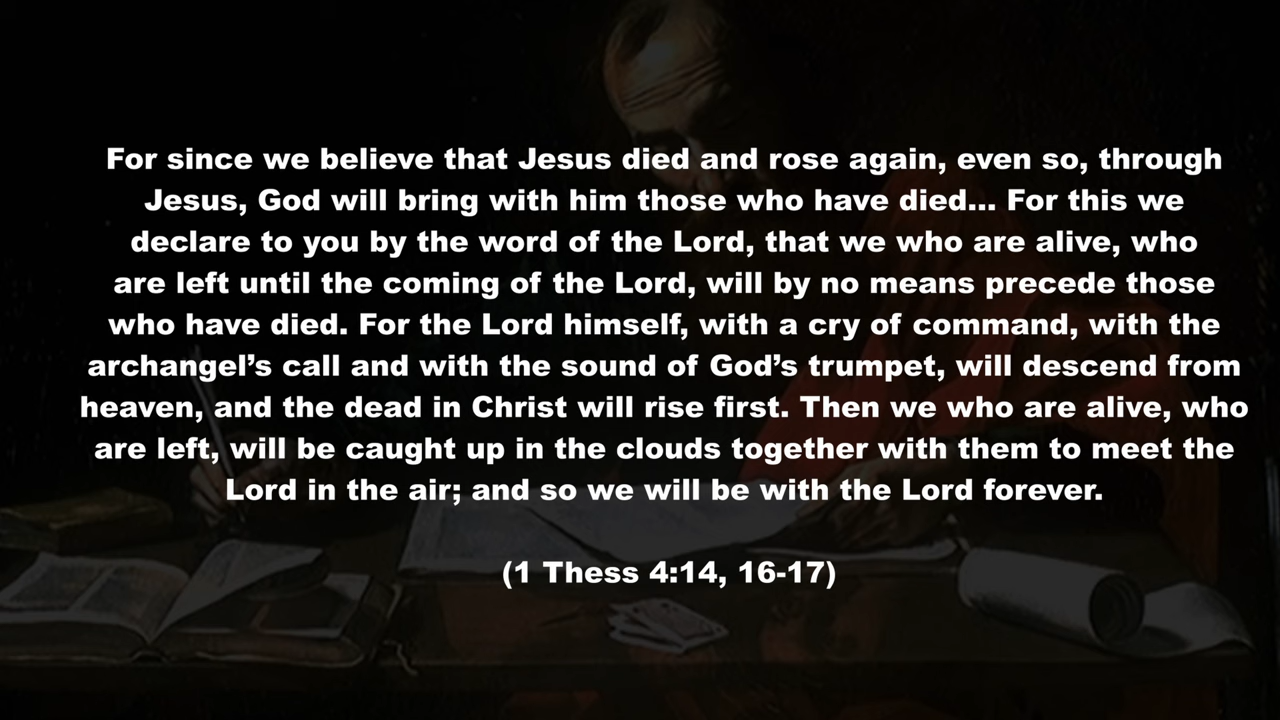 For since we believe that Jesus died and rose again, even so, through
Jesus, God will bring with him those who have died... For this we
declare to you by the word of the Lord, that we who are alive, who
are left until the coming of the Lord, will by no means precede those
who have died. For the Lord himself, with a cry of command, with the
archangel’s call and with the sound of God’s trumpet, will descend from
heaven, and the dead in Christ will rise first. Then we who are alive, who
are left, will be caught up in the clouds together with them to meet the
Lord in the air; and so we will be with the Lord forever.
(1 Thess 4:14, 16-17)